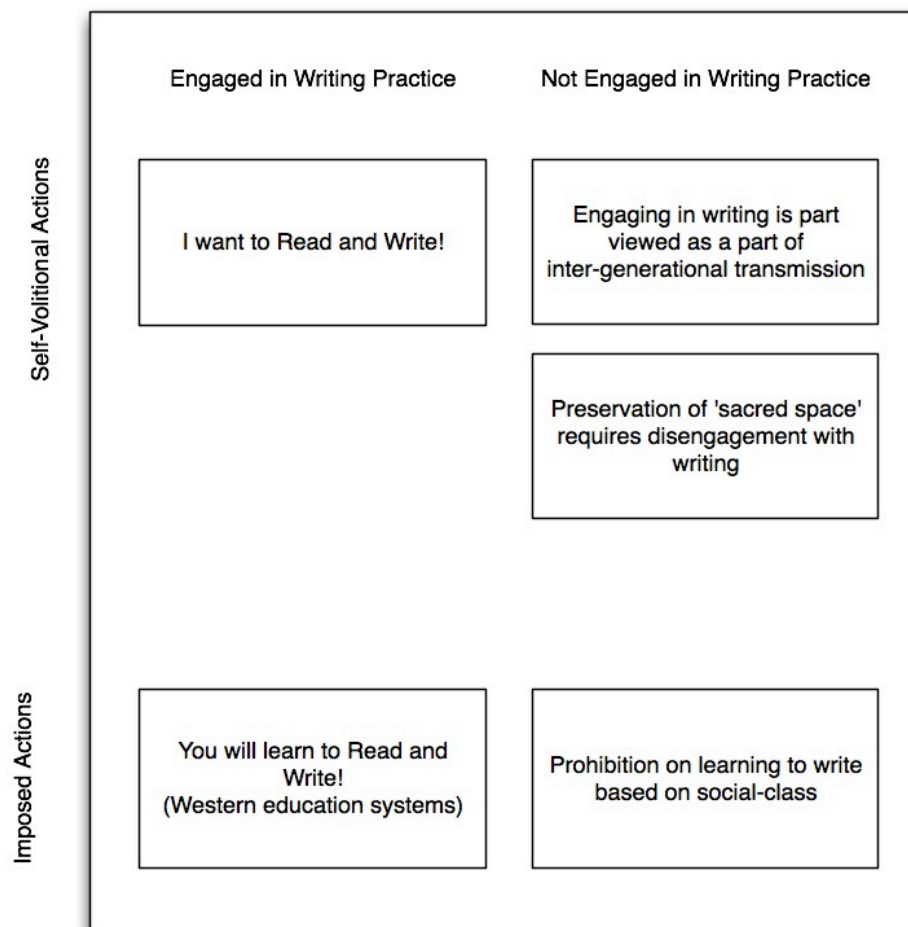 Engaged in Writing Practice
Not Engaged in Writing Practice
Self-Volitional Actions
I want to Read and Write!
Engaging in writing is part
viewed as a part of
inter-generational transmission
Preservation of 'sacred space'
requires disengagement with
writing
Imposed Actions
You will learn to Read and
Write!
(Western education systems)
Prohibition on learning to write
based on social-class